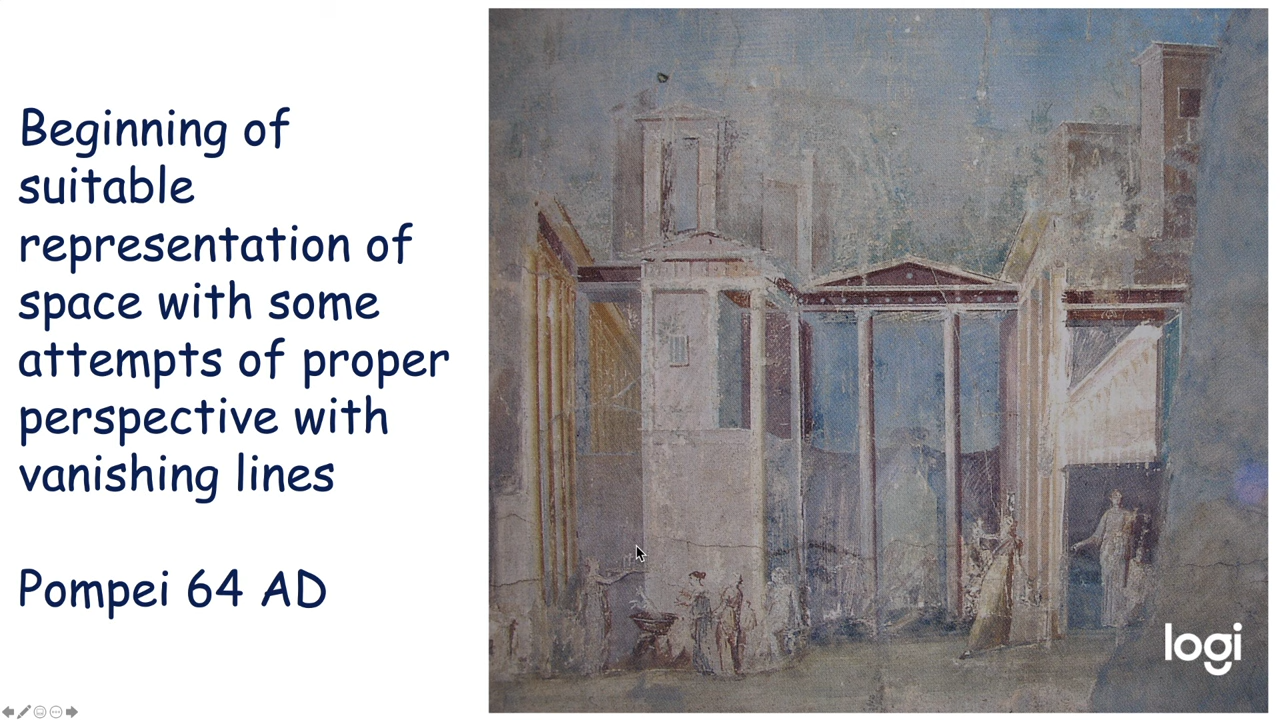 Beginning of
suitable
representation of
space with some
attempts of proper
perspective with
vanishing lines
Pompei 64 AD
logi